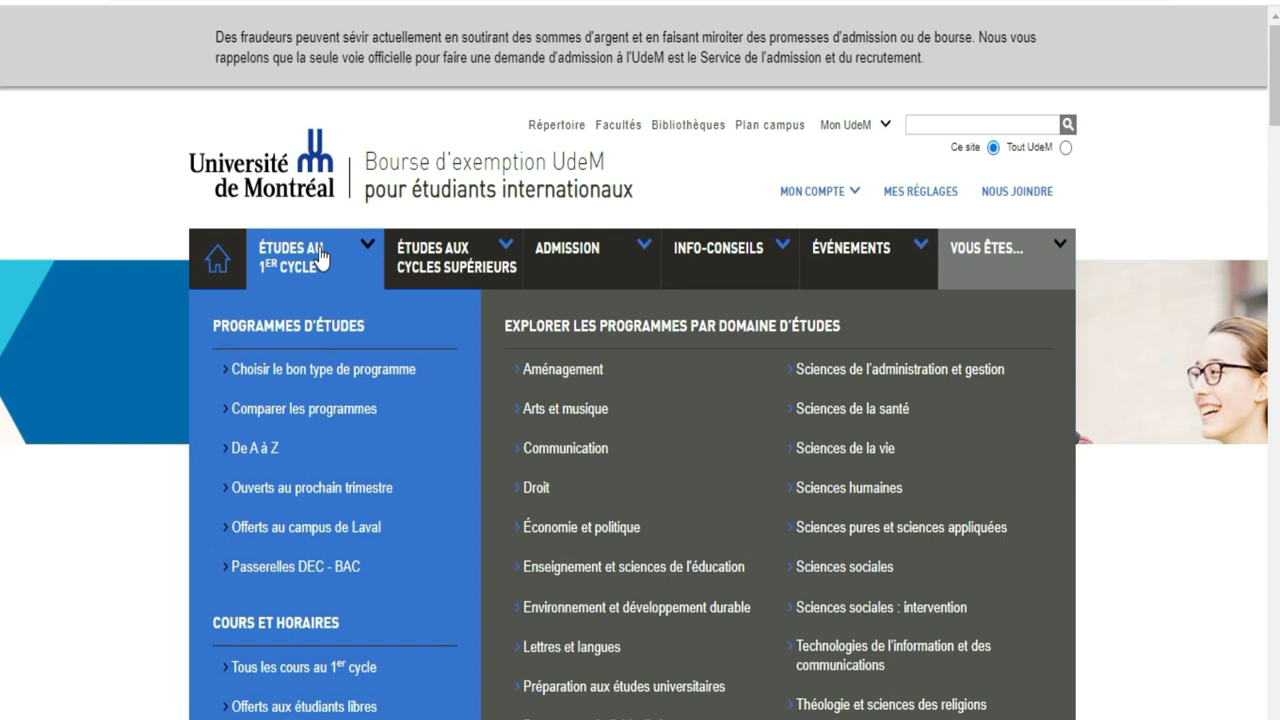 Des fraudeurs peuvent sévir actuellement en soutirant des sommes d'argent et en faisant miroiter des promesses d'admission ou de bourse. Nous vous
rappelons que la seule voie officielle pour faire une demande d'admission à l'UdeM est le Service de l'admission et du recrutement.
Répertoire Facultés Bibliothèques Plan campus Mon UdeM
Ce site Tout UdeM
Université
de Montréal
Bourse d'exemption UdeM
pour étudiants internationaux
MON COMPTE MES RÉGLAGES NOUS JOINDRE
ÉTUDES AU
1ER CYCLE
ÉTUDES AUX
CYCLES SUPÉRIEURS
ADMISSION
INFO-CONSEILS
ÉVÉNEMENTS
VOUS ÊTES...
PROGRAMMES D'ÉTUDES
Choisir le bon type de programme
Comparer les programmes
De A à Z
Ouverts au prochain trimestre
Offerts au campus de Laval
Passerelles DEC - BAC
COURS ET HORAIRES
Tous les cours au 1er cycle
Offerts aux étudiants libres
EXPLORER LES PROGRAMMES PAR DOMAINE D'ÉTUDES
Aménagement
Arts et musique
Communication
Droit
Économie et politique
Enseignement et sciences de l'éducation
Environnement et développement durable
Lettres et langues
Préparation aux études universitaires
Sciences de l'administration et gestion
Sciences de la santé
Sciences de la vie
Sciences humaines
Sciences pures et sciences appliquées
Sciences sociales
Sciences sociales : intervention
Technologies de l'information et des
communications
Théologie et sciences des religions